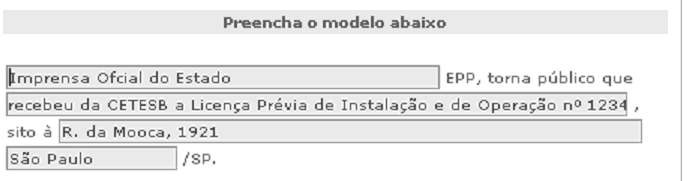 Preencha o modelo abaixo
Imprensa Ofcial do Estado EPP, torna público que
recebeu da CETESB a Licença Prévia de Instalação e de Operação nº 1234 ,
sito à R. da Mooca, 1921
São Paulo /SP.